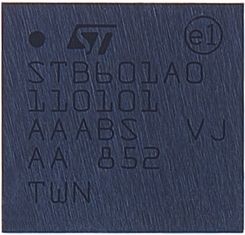 ST e1
STB601A0
110101
AAABS VJ
AA 852
TWN